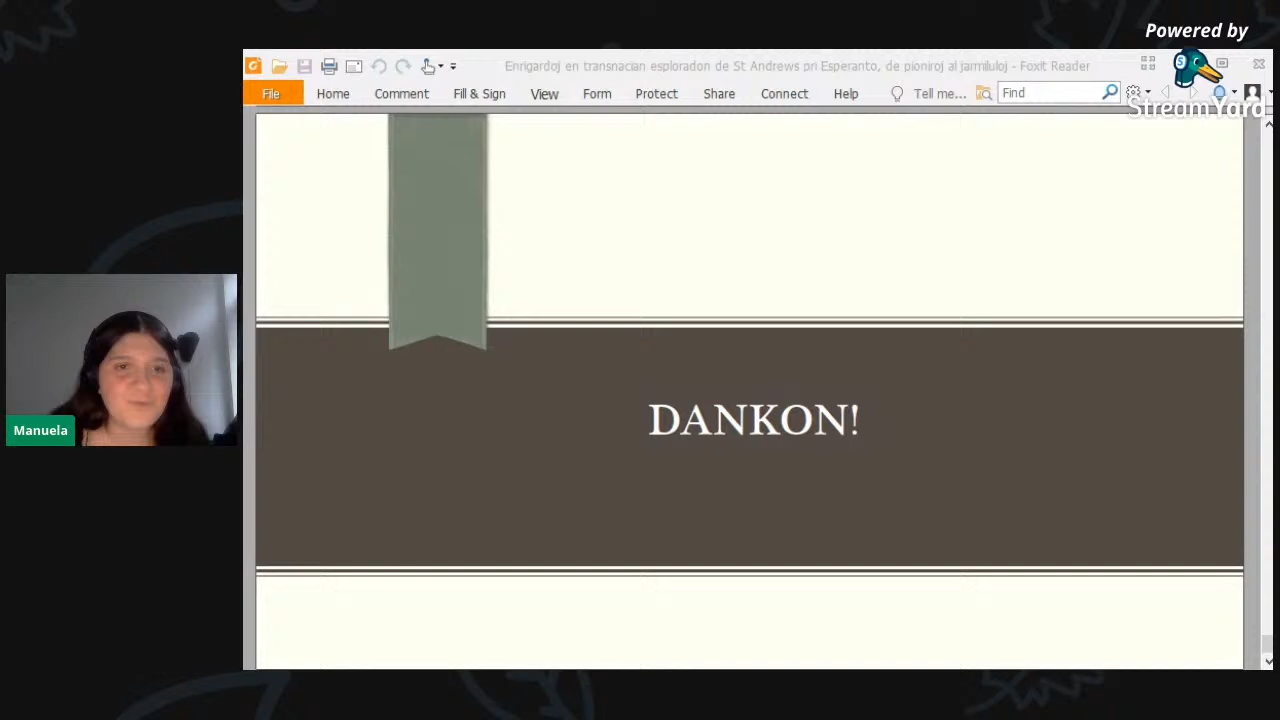 Powered by
StreamYard
Enrigardoj en transnacian esploradon de St Andrews pri Esperanto, de pioniroj al jarmiluloj - Foxit Reader
File Home Comment Fill & Sign View Form Protect Share Connect Help Tell me... Find
DANKON!
Manuela